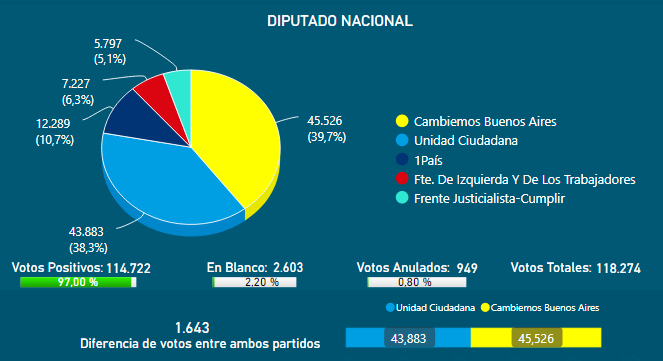 DIPUTADO NACIONAL
5.797
(5,1%)
7.227
(6,3%)
12.289
(10,7%)
45.526
(39,7%)
43.883
(38,3%)
Cambiemos Buenos Aires
Unidad Ciudadana
1País
Fte. De Izquierda Y De Los Trabajadores
Frente Justicialista-Cumplir
Votos Positivos: 114.722
97,00 %
En Blanco: 2.603
2.20 %
Votos Anulados: 949
0,80 %
Votos Totales: 118.274
Unidad Ciudadana Cambiemos Buenos Aires
1.643
Diferencia de votos entre ambos partidos
43,883 45,526